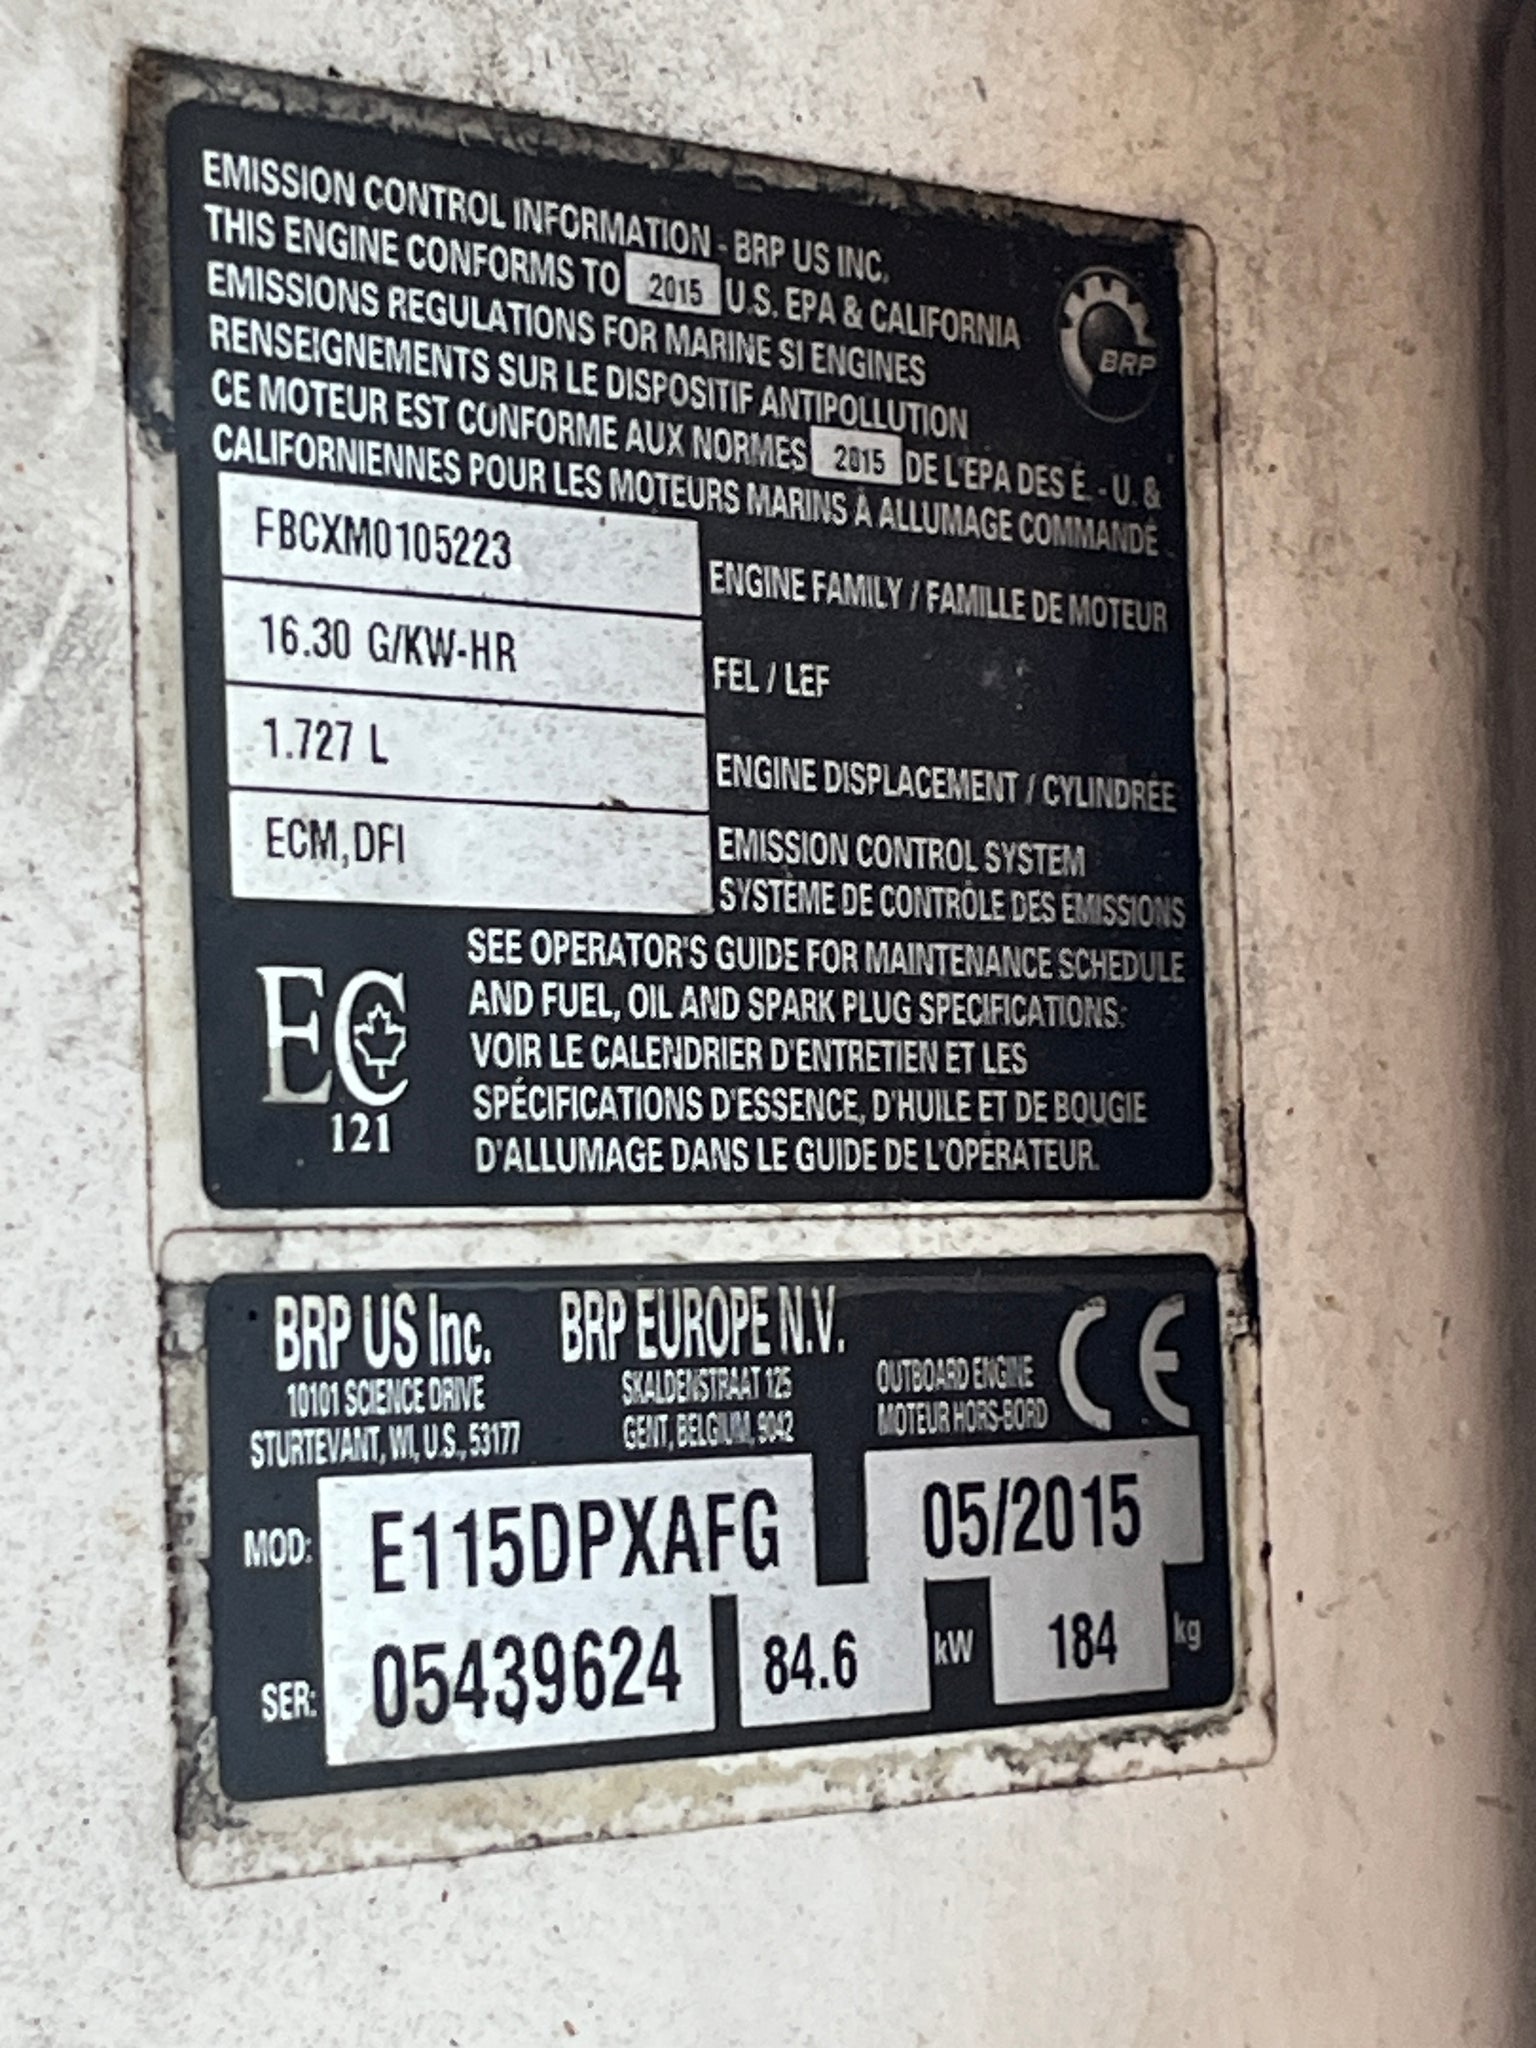 EMISSION CONTROL INFORMATION - BRP US INC.
THIS ENGINE CONFORMS TO 2015 U.S. EPA & CALIFORNIA
EMISSIONS REGULATIONS FOR MARINE SI ENGINES
RENSEIGNEMENTS SUR LE DISPOSITIF ANTIPOLLUTION
CE MOTEUR EST CONFORME AUX NORMES 2015 DE L'EPA DES É. - U. &
CALIFORNIENNES POUR LES MOTEURS MARINS À ALLUMAGE COMMANDÉ
BRP
FBCXM0105223 ENGINE FAMILY / FAMILLE DE MOTEUR
16.30 G/KW-HR FEL / LEF
1.727 L ENGINE DISPLACEMENT / CYLINDRÉE
ECM, DFI EMISSION CONTROL SYSTEM
SYSTÈME DE CONTRÔLE DES ÉMISSIONS
SEE OPERATOR'S GUIDE FOR MAINTENANCE SCHEDULE
AND FUEL, OIL AND SPARK PLUG SPECIFICATIONS:
VOIR LE CALENDRIER D'ENTRETIEN ET LES
SPÉCIFICATIONS D'ESSENCE, D'HUILE ET DE BOUGIE
D'ALLUMAGE DANS LE GUIDE DE L'OPÉRATEUR.
EC
121
BRP US Inc. BRP EUROPE N.V.
10101 SCIENCE DRIVE SKALDENSTRAAT 125 OUTBOARD ENGINE CE
STURTEVANT, WI, U.S., 53177 GENT, BELGIUM, 9042 MOTEUR HORS-BORD
MOD: E115DPXAFG 05/2015
SER: 05439624 84.6 kW 184 kg